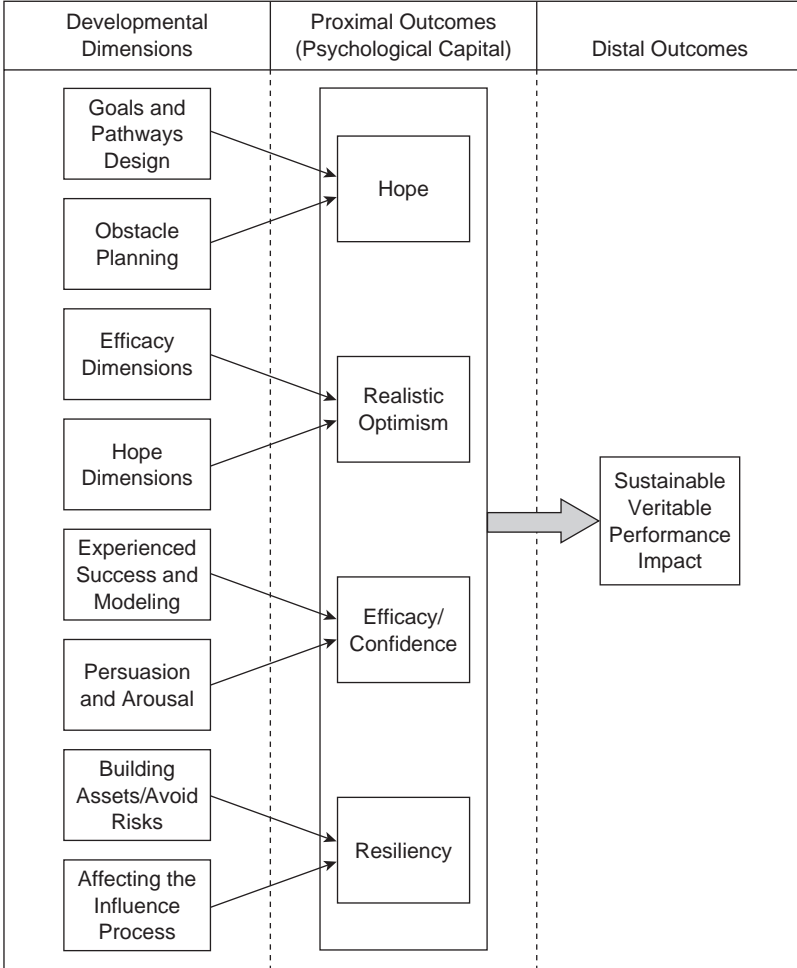 Developmental
Dimensions
Proximal Outcomes
(Psychological Capital)
Distal Outcomes
Goals and
Pathways
Design
Obstacle
Planning
Hope
Efficacy
Dimensions
Hope
Dimensions
Realistic
Optimism
Experienced
Success and
Modeling
Persuasion
and Arousal
Efficacy/
Confidence
Building
Assets/Avoid
Risks
Affecting the
Influence
Process
Resiliency
Sustainable
Veritable
Performance
Impact